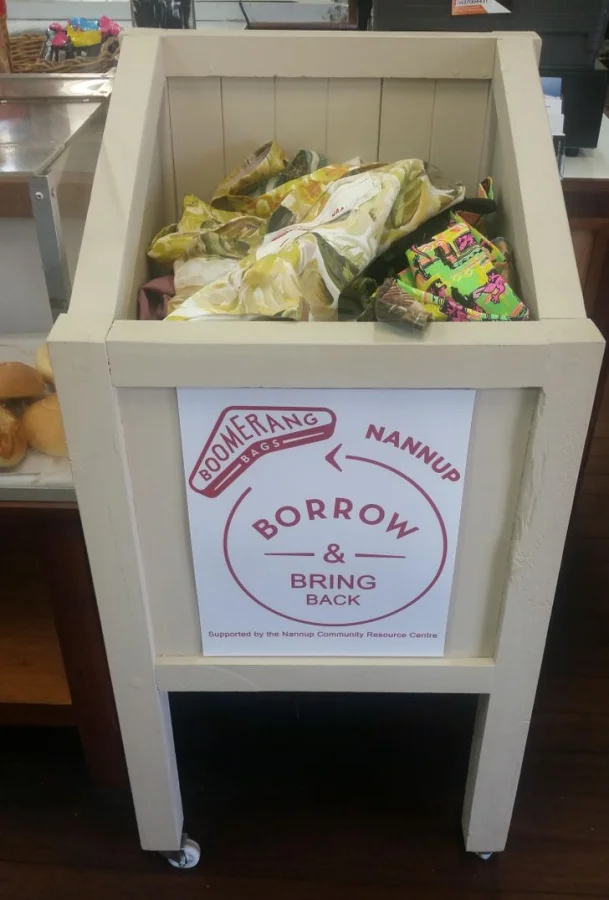 BOOMERANG
BAGS
NANNUP
BORROW
&
BRING
BACK
Supported by the Nannup Community Resource Centre